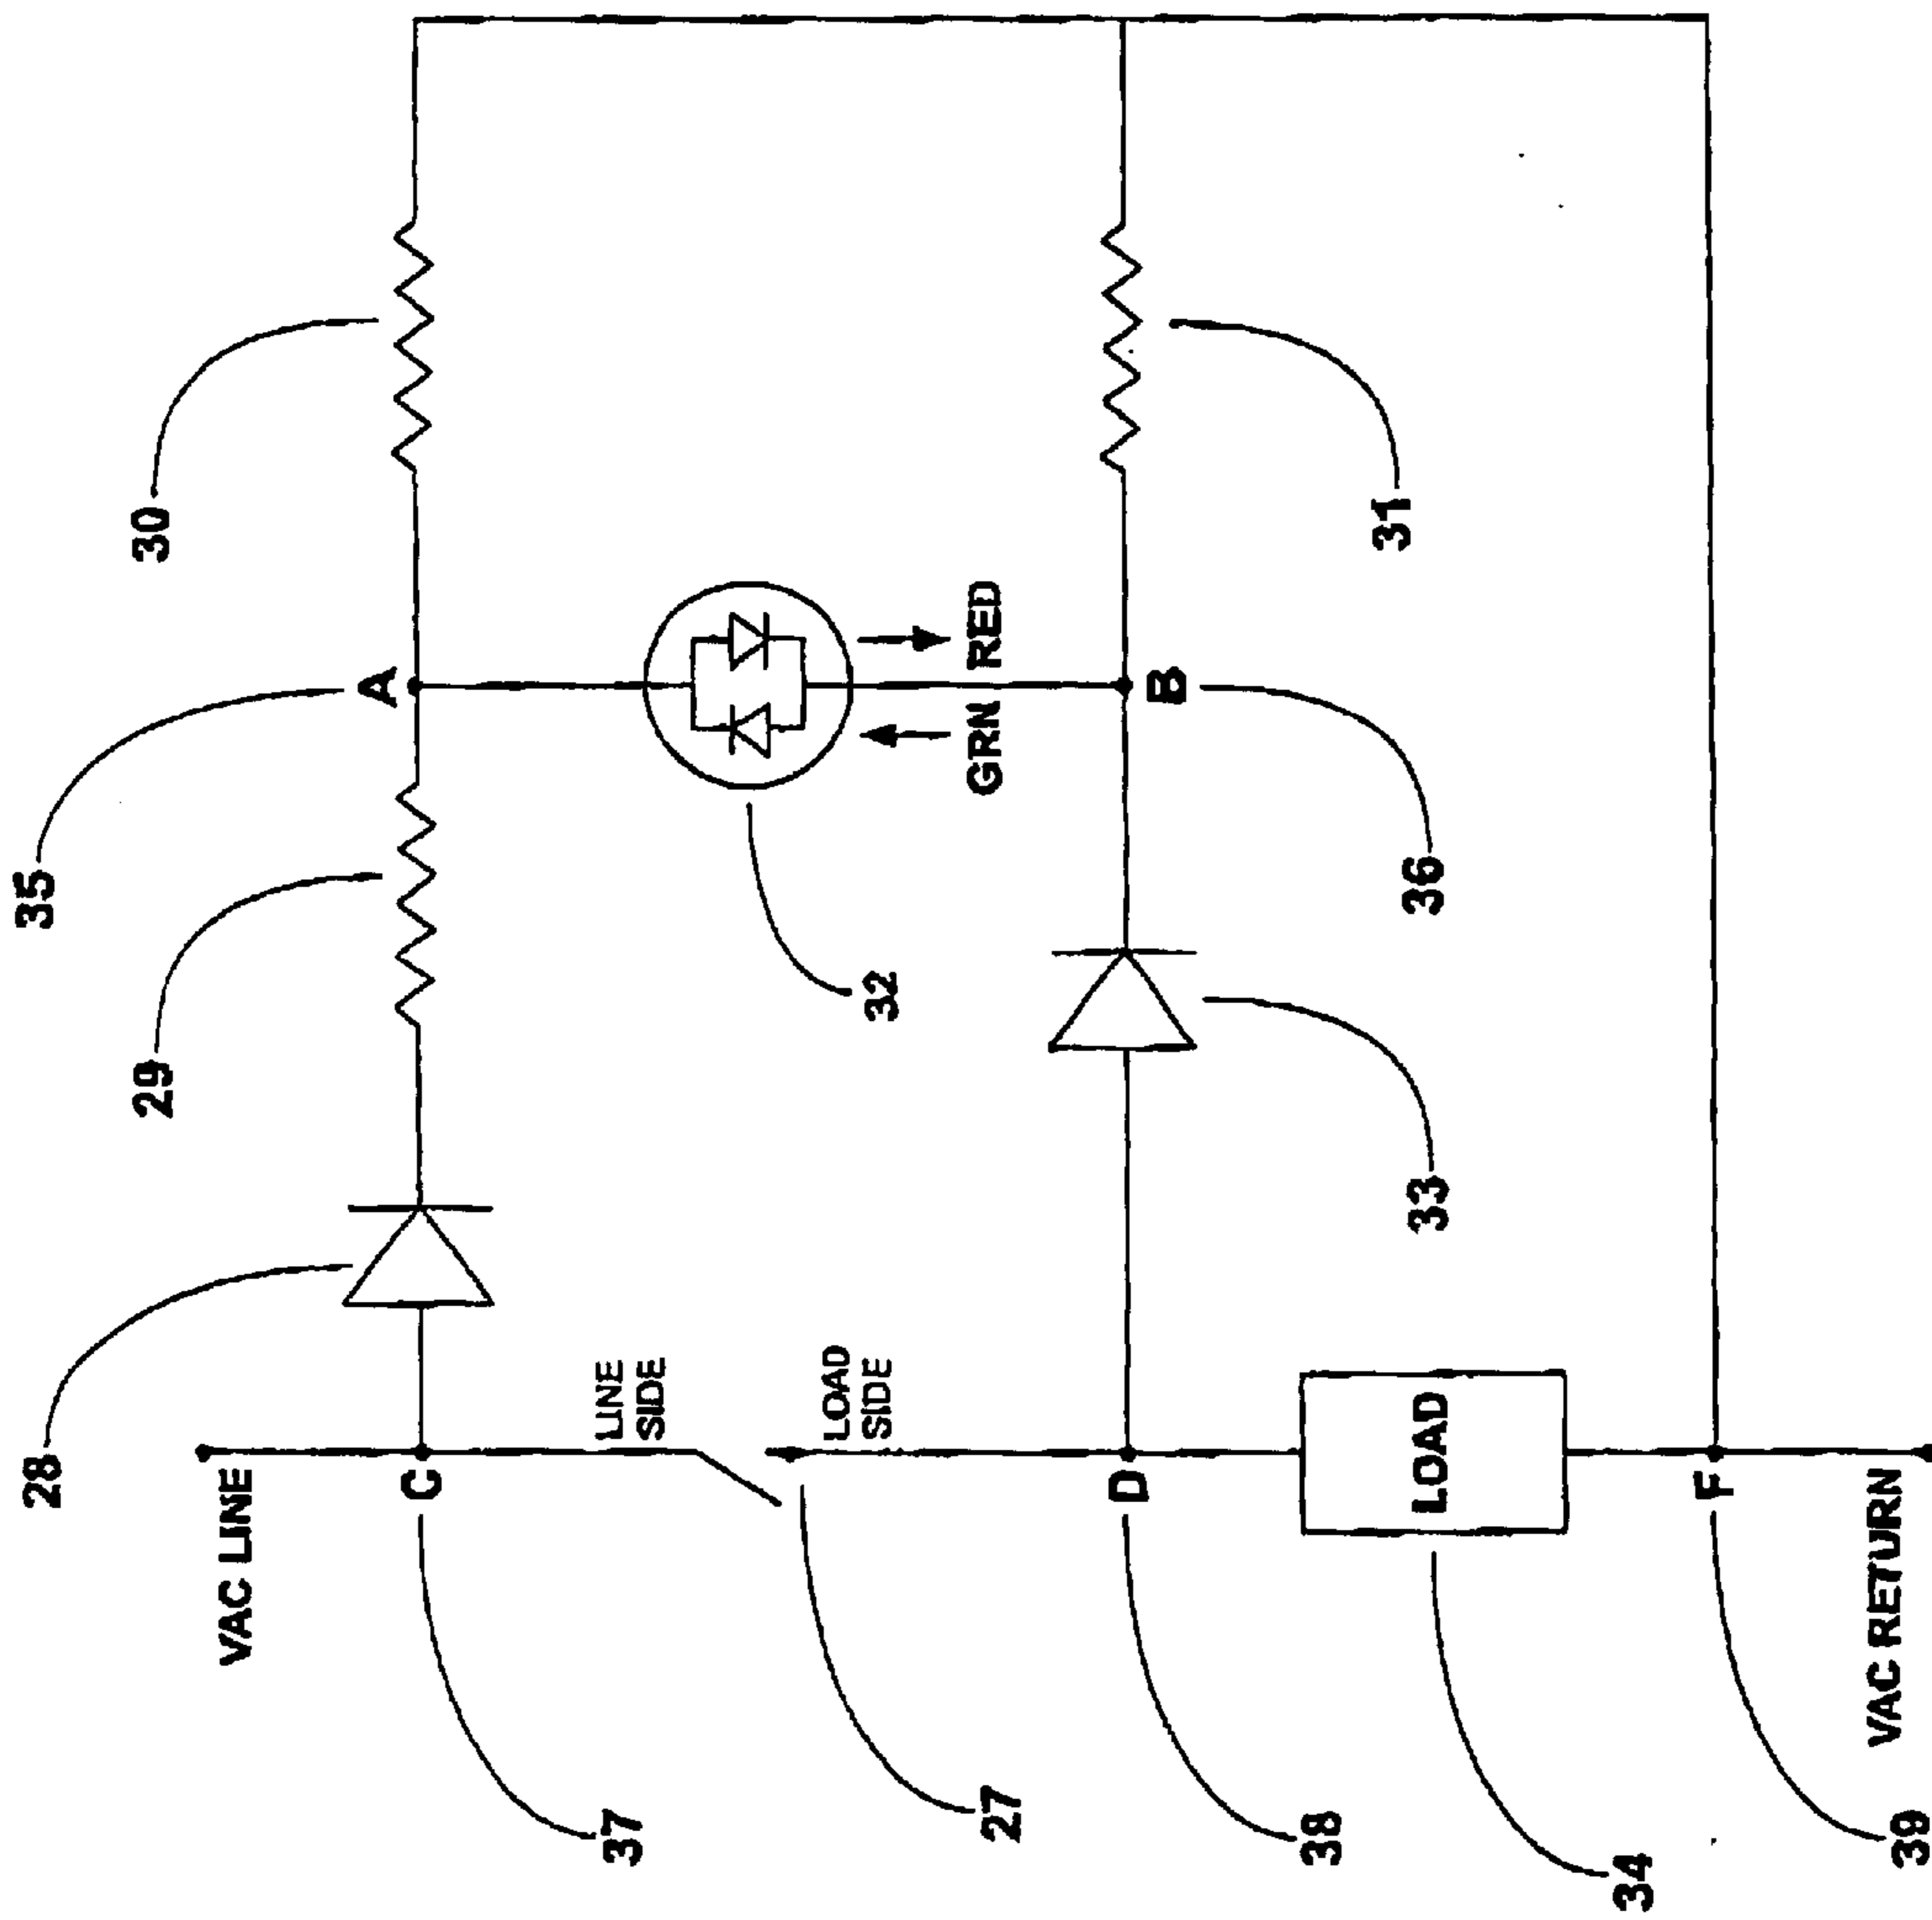 28
35
29
30
VAC LINE
C
A
37
LINE
SIDE
LOAD
SIDE
32
27
GRN RED
D
B
38
LOAD
33
36
31
34
F
VAC RETURN
39